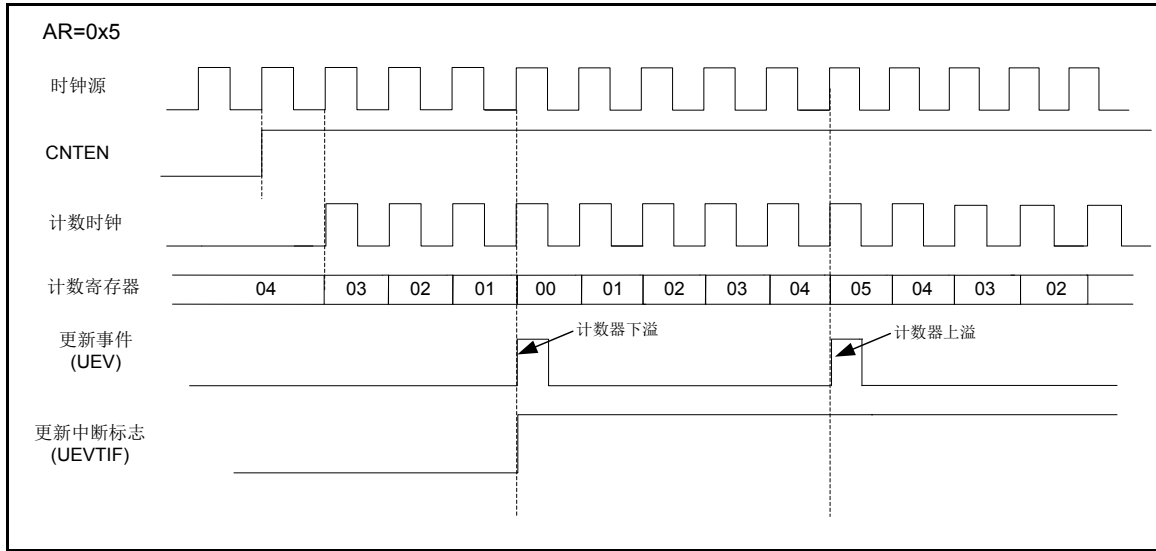 AR=0x5
时钟源
CNTEN
计数时钟
计数寄存器
04 03 02 01 00 01 02 03 04 05 04 03 02
更新事件
(UEV)
计数器下溢
计数器上溢
更新中断标志
(UEVTIF)